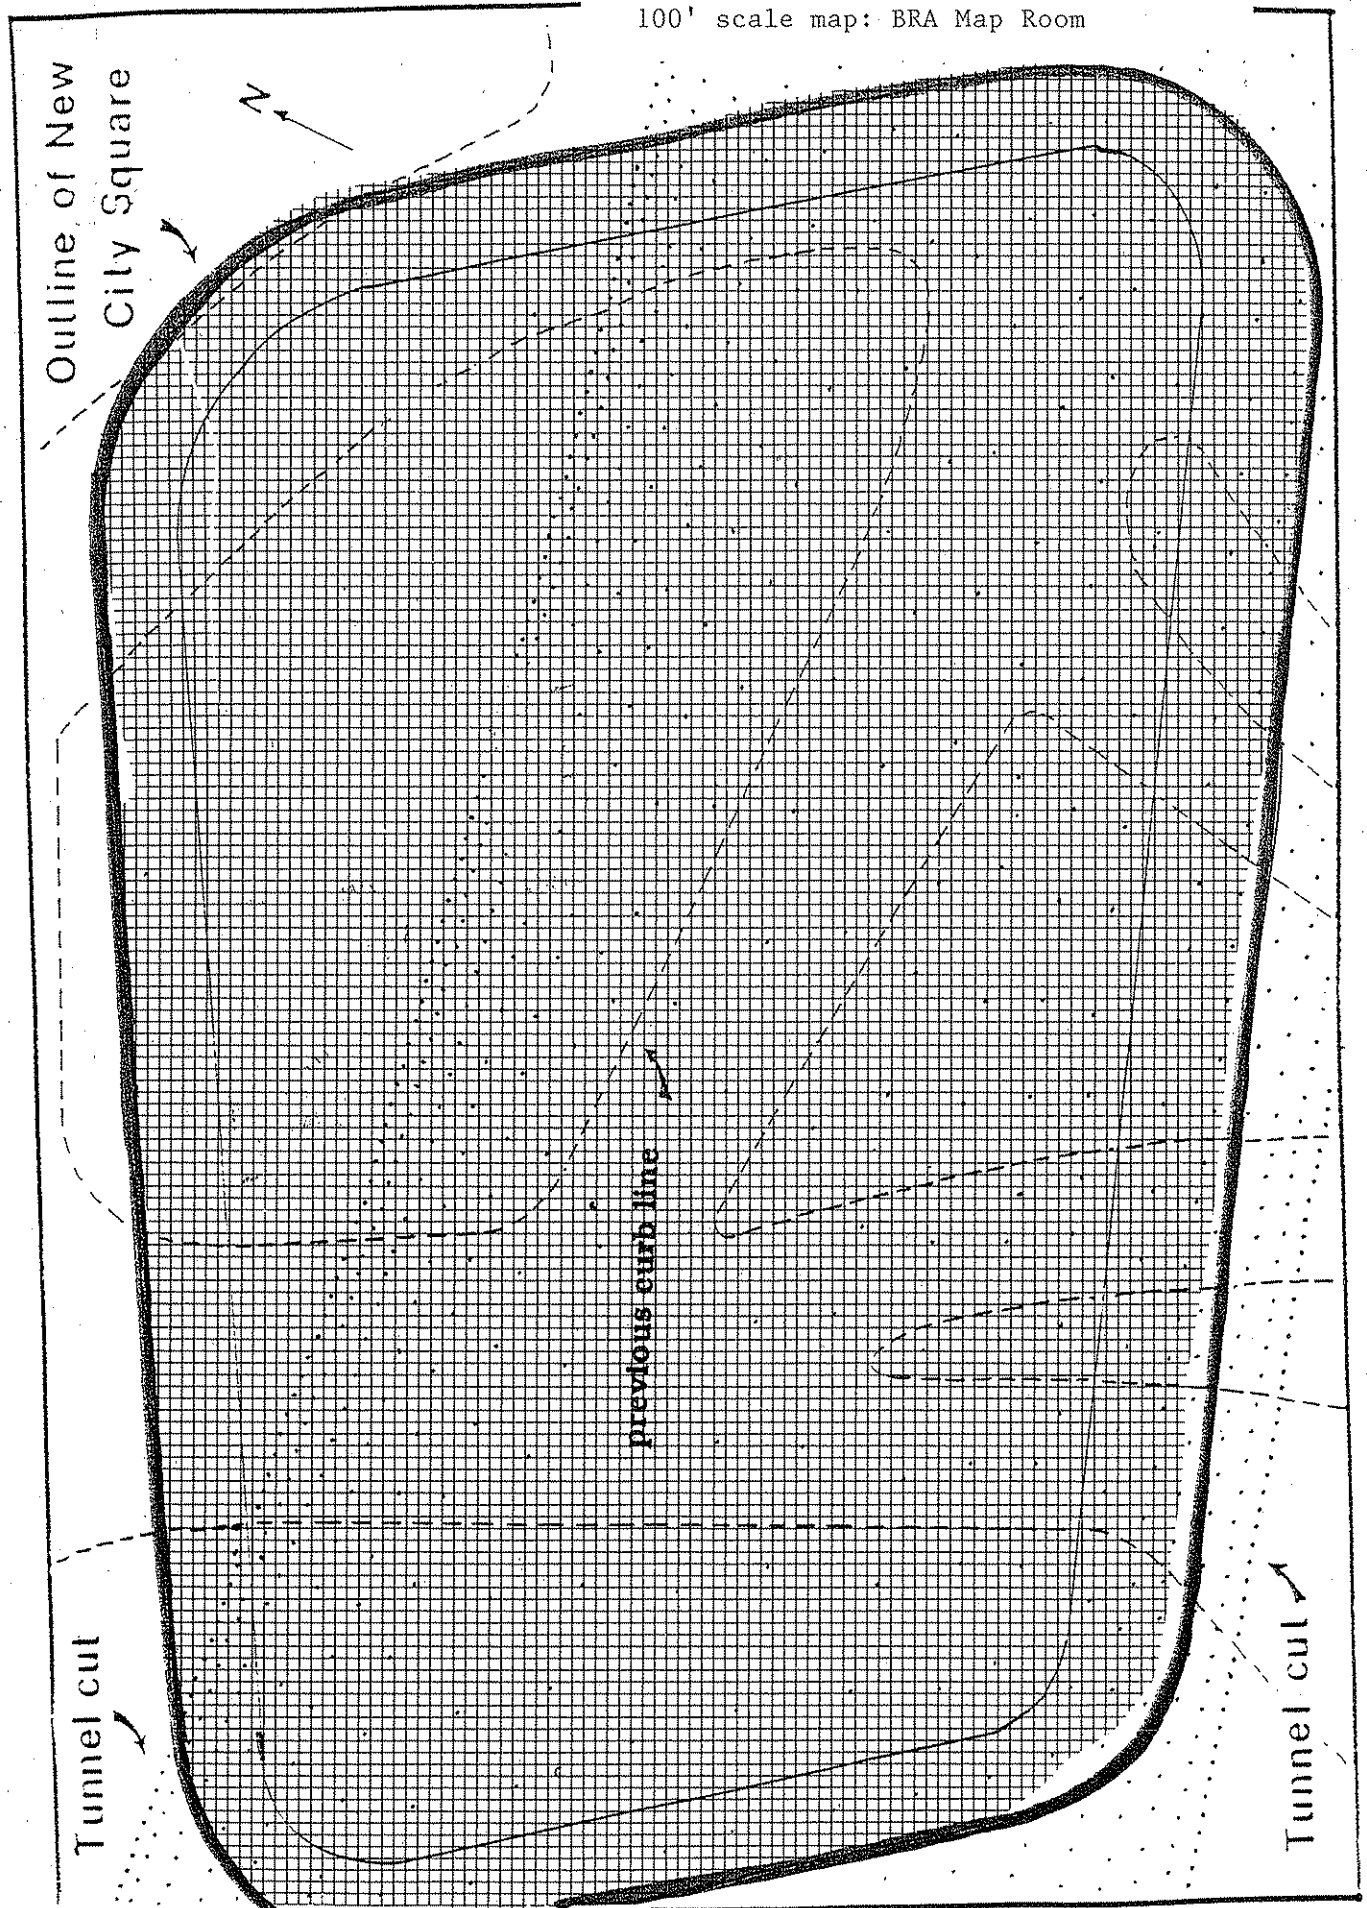 100' scale map: BRA Map Room
Outline of New
City Square
N
previous curb line
Tunnel cut
Tunnel cut